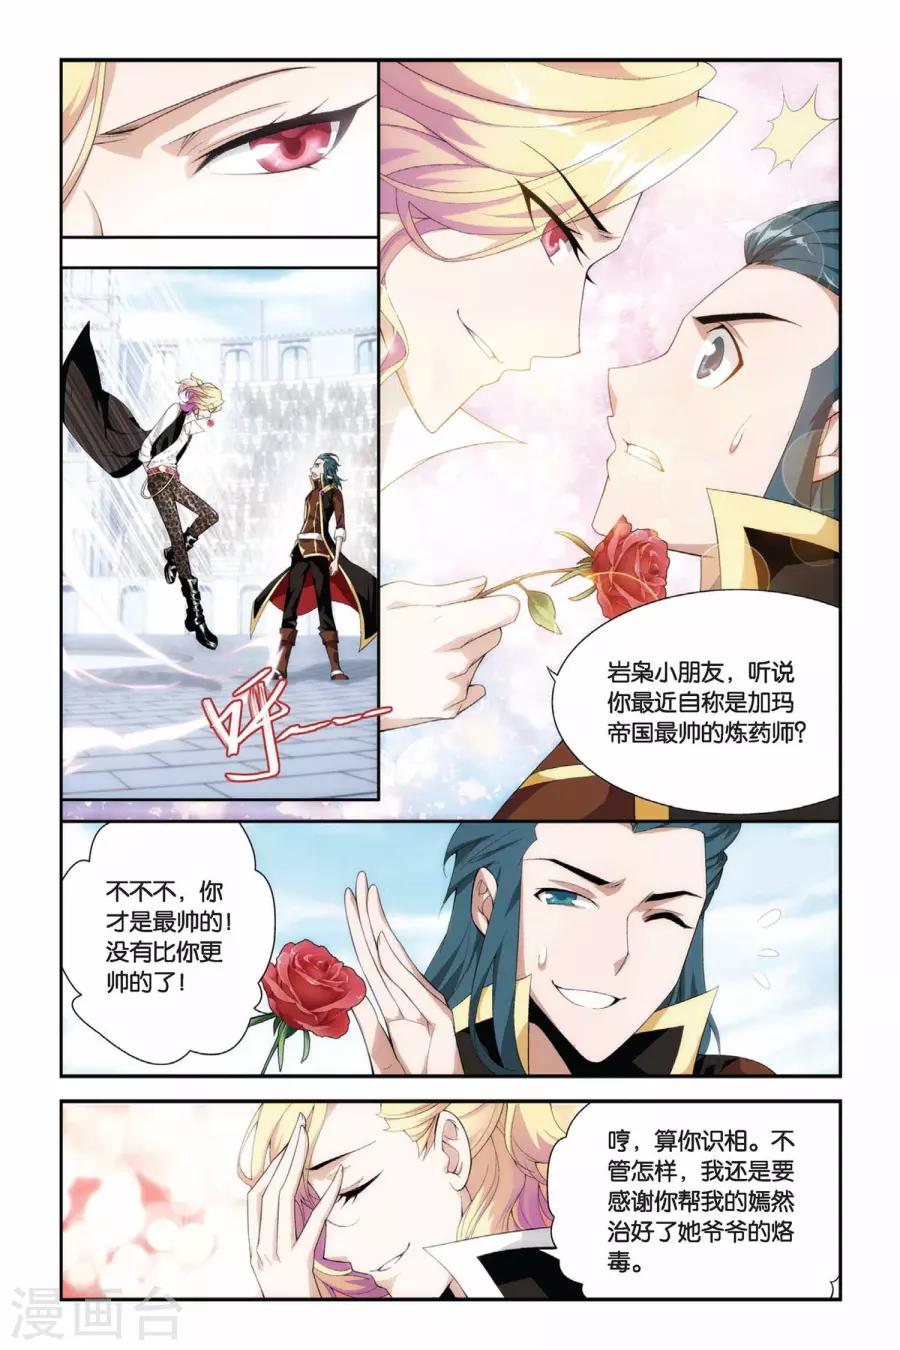 呼
岩枭小朋友，听说
你最近自称是加玛
帝国最帅的炼药师？
不不不，你
才是最帅的！
没有比你更
帅的了！
哼，算你识相。不
管怎样，我还是要
感谢你帮我的嫣然
治好了她爷爷的烙
毒。
漫画台